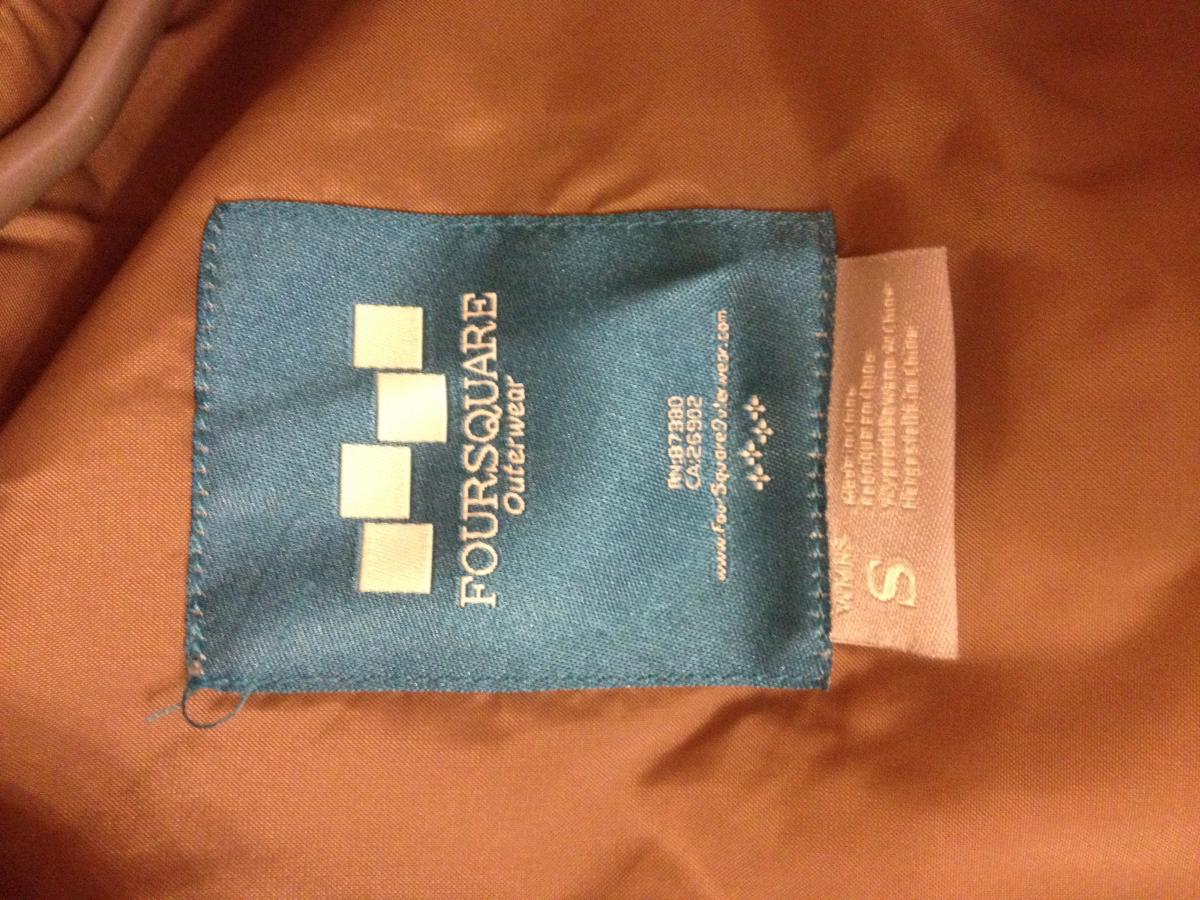 FOURSQUARE
Outerwear
RN:87380
CA:26902
www.FourSquareOuterwear.com
WMNS
S
Made in China
Fabriqué En Chine
Hergestellt in China